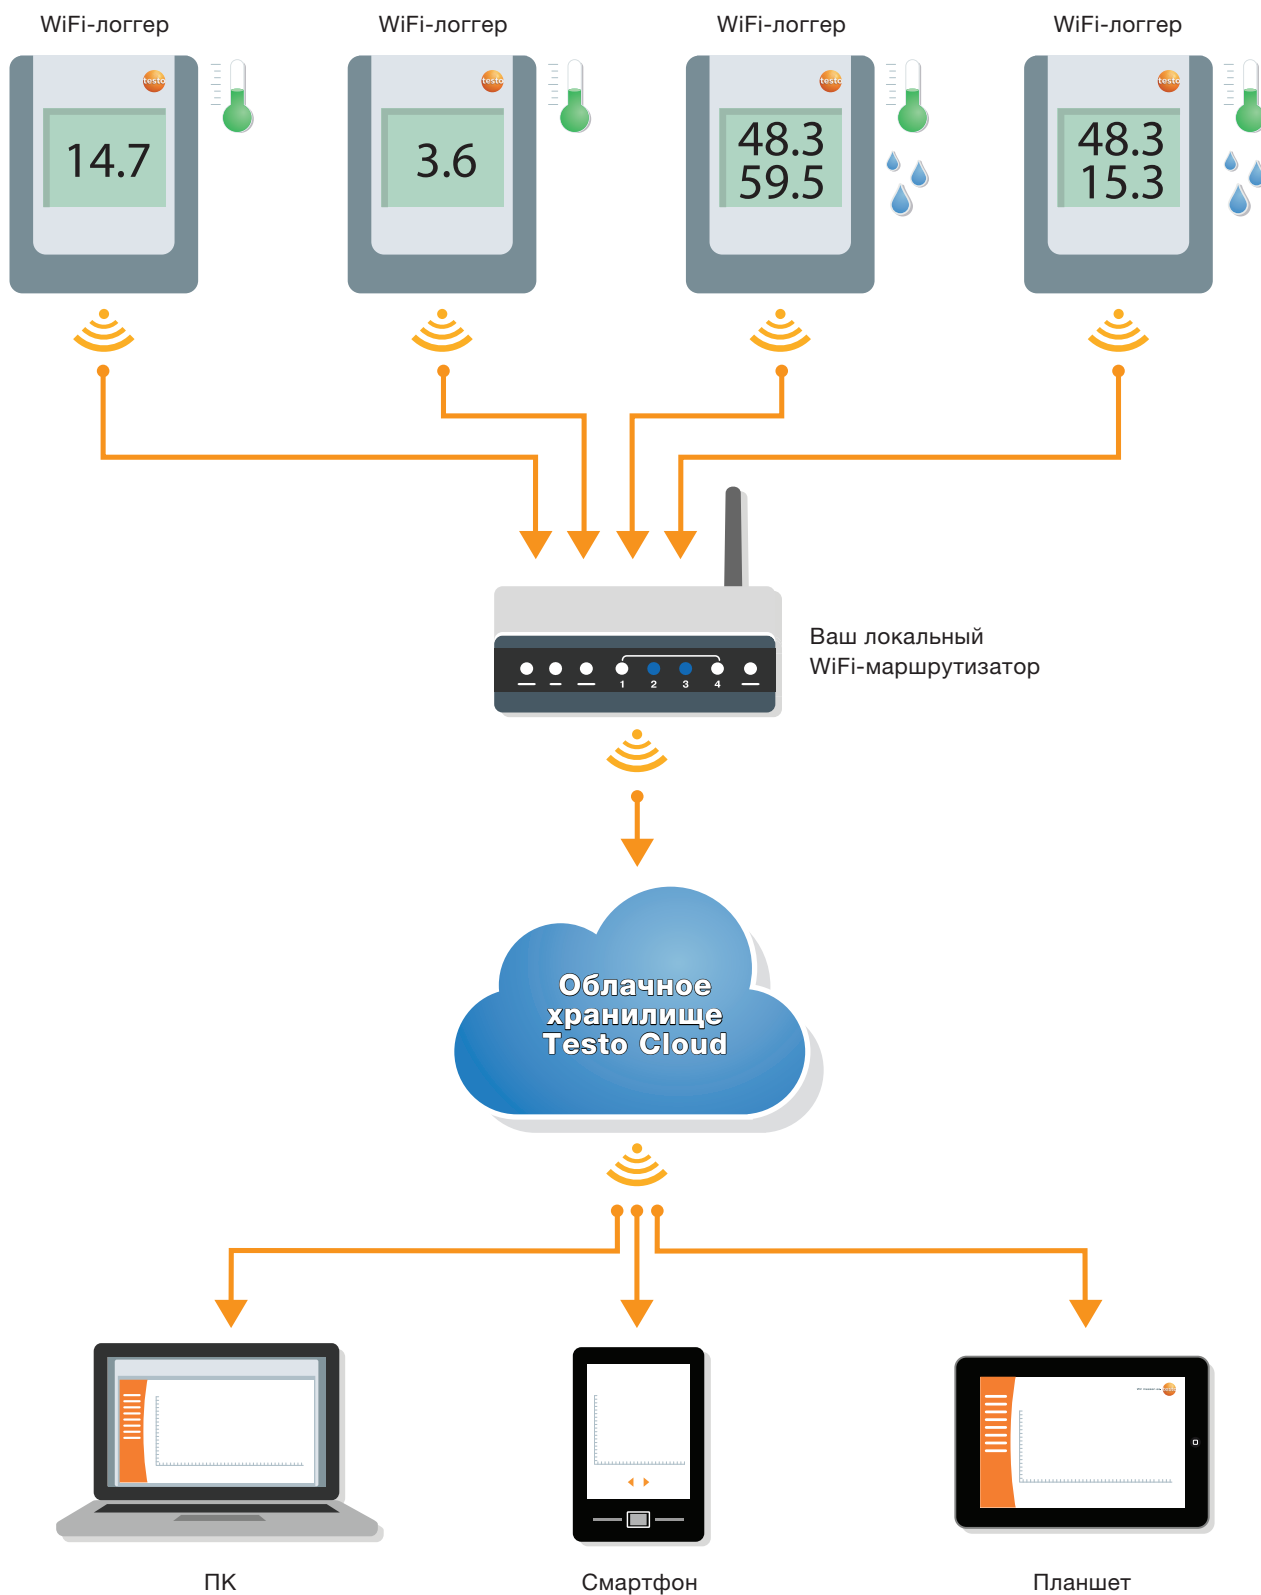 WiFi-логгер
WiFi-логгер
WiFi-логгер
WiFi-логгер
testo
testo
testo
testo
14.7
3.6
48.3
59.5
48.3
15.3
Ваш локальный
WiFi-маршрутизатор
1 2 3 4
Облачное
хранилище
Testo Cloud
testo
ПК
Смартфон
Планшет